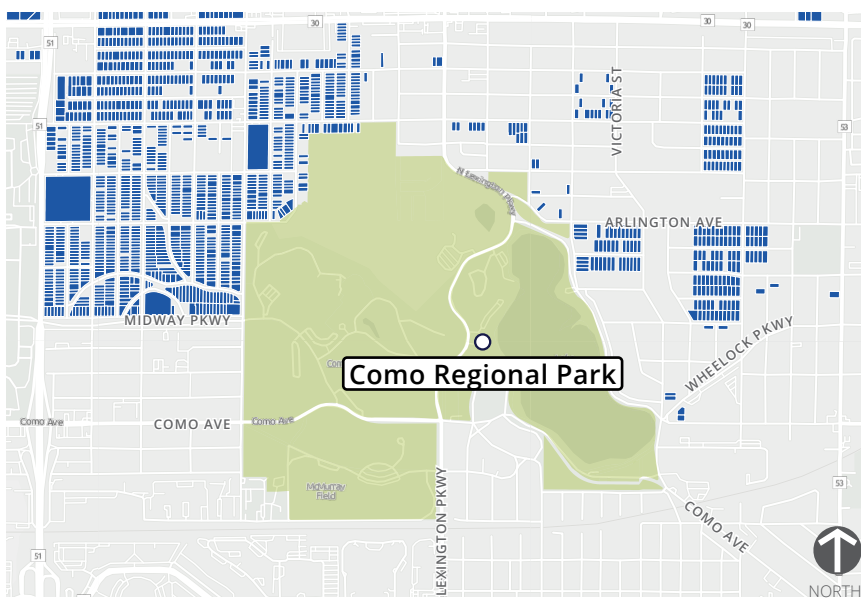 30
30
30
51
VICTORIA ST
51
53
N Lexington Pkwy
ARLINGTON AVE
MIDWAY PKWY
WHEELOCK PKWY
Como Regional Park
Como Ave
COMO AVE
Como Ave
McMurray
Field
LEXINGTON PKWY
53
COMO AVE
51
NORTH